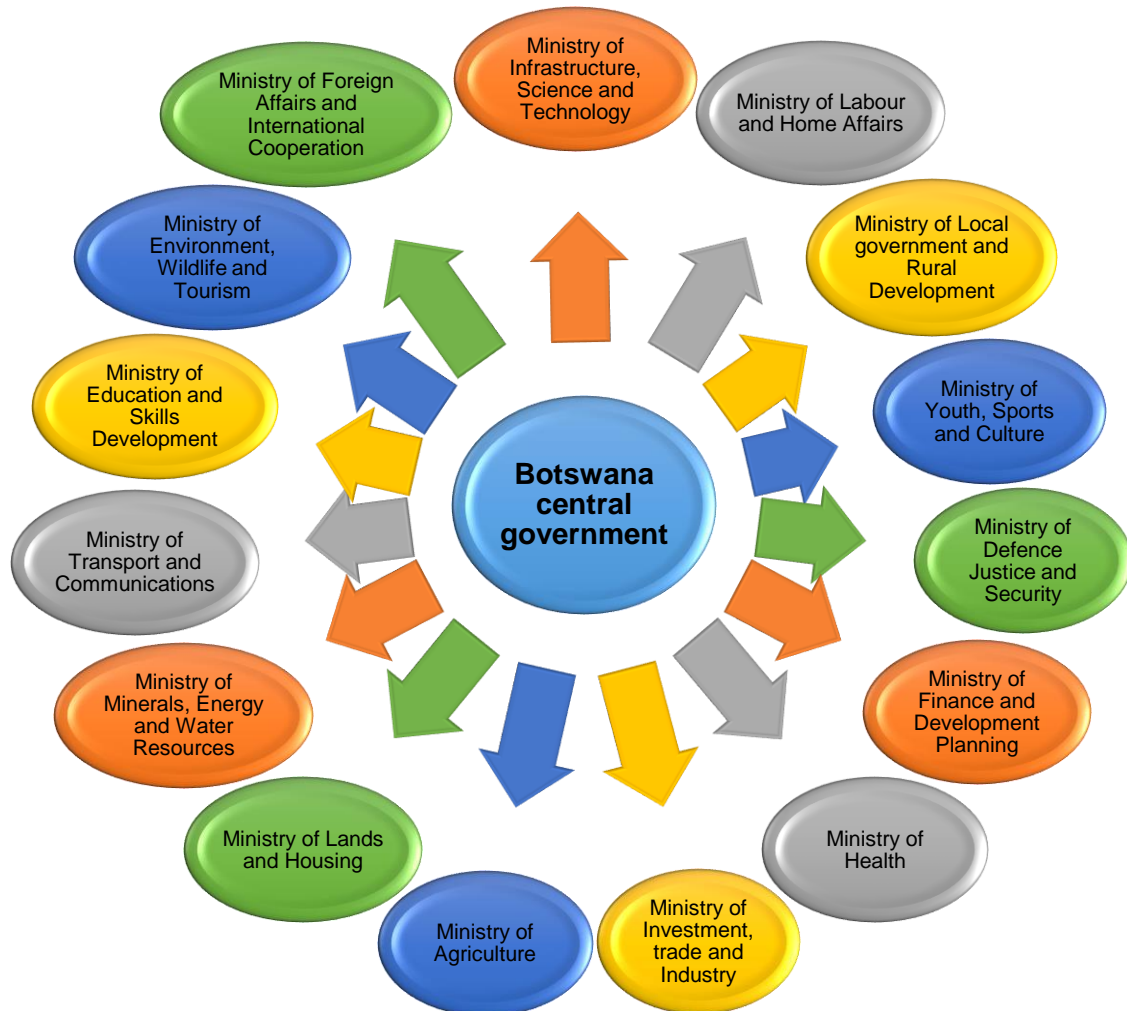 Ministry of
Infrastructure,
Science and
Technology
Ministry of Labour
and Home Affairs
Ministry of Local
government and
Rural
Development
Ministry of
Youth, Sports
and Culture
Ministry of
Defence
Justice and
Security
Ministry of
Finance and
Development
Planning
Ministry of
Health
Ministry of
Investment,
trade and
Industry
Ministry of
Agriculture
Ministry of Lands
and Housing
Ministry of
Minerals, Energy
and Water
Resources
Ministry of
Transport and
Communications
Ministry of
Education and
Skills
Development
Ministry of
Environment,
Wildlife and
Tourism
Ministry of Foreign
Affairs and
International
Cooperation
Botswana
central
government